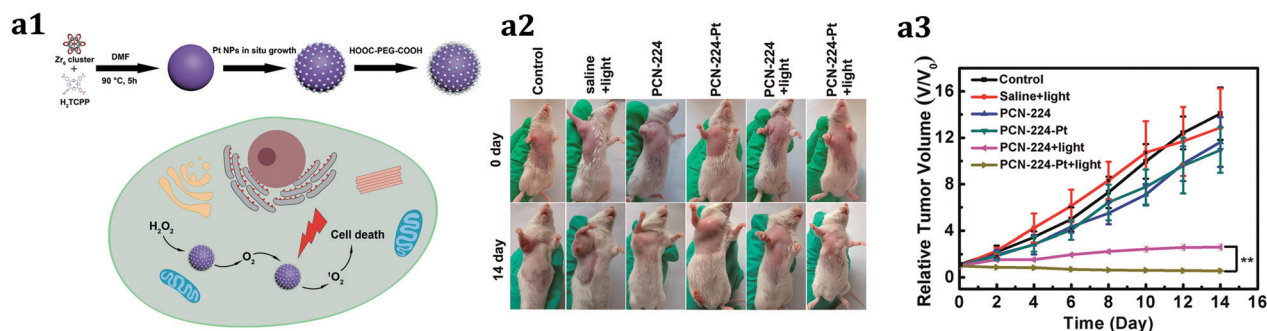 a1
Zr₆ cluster
+
H₂TCPP
DMF
90 °C, 5h
Pt NPs in situ growth
HOOC-PEG-COOH
H₂O₂
O₂
¹O₂
Cell death
a2
Control
saline
+light
PCN-224
PCN-224-Pt
PCN-224
+light
PCN-224-Pt
+light
0 day
14 day
a3
Relative Tumor Volume (V/V₀)
16
12
8
4
0
Control
Saline+light
PCN-224
PCN-224-Pt
PCN-224+light
PCN-224-Pt+light
**
0 2 4 6 8 10 12 14 16
Time (Day)